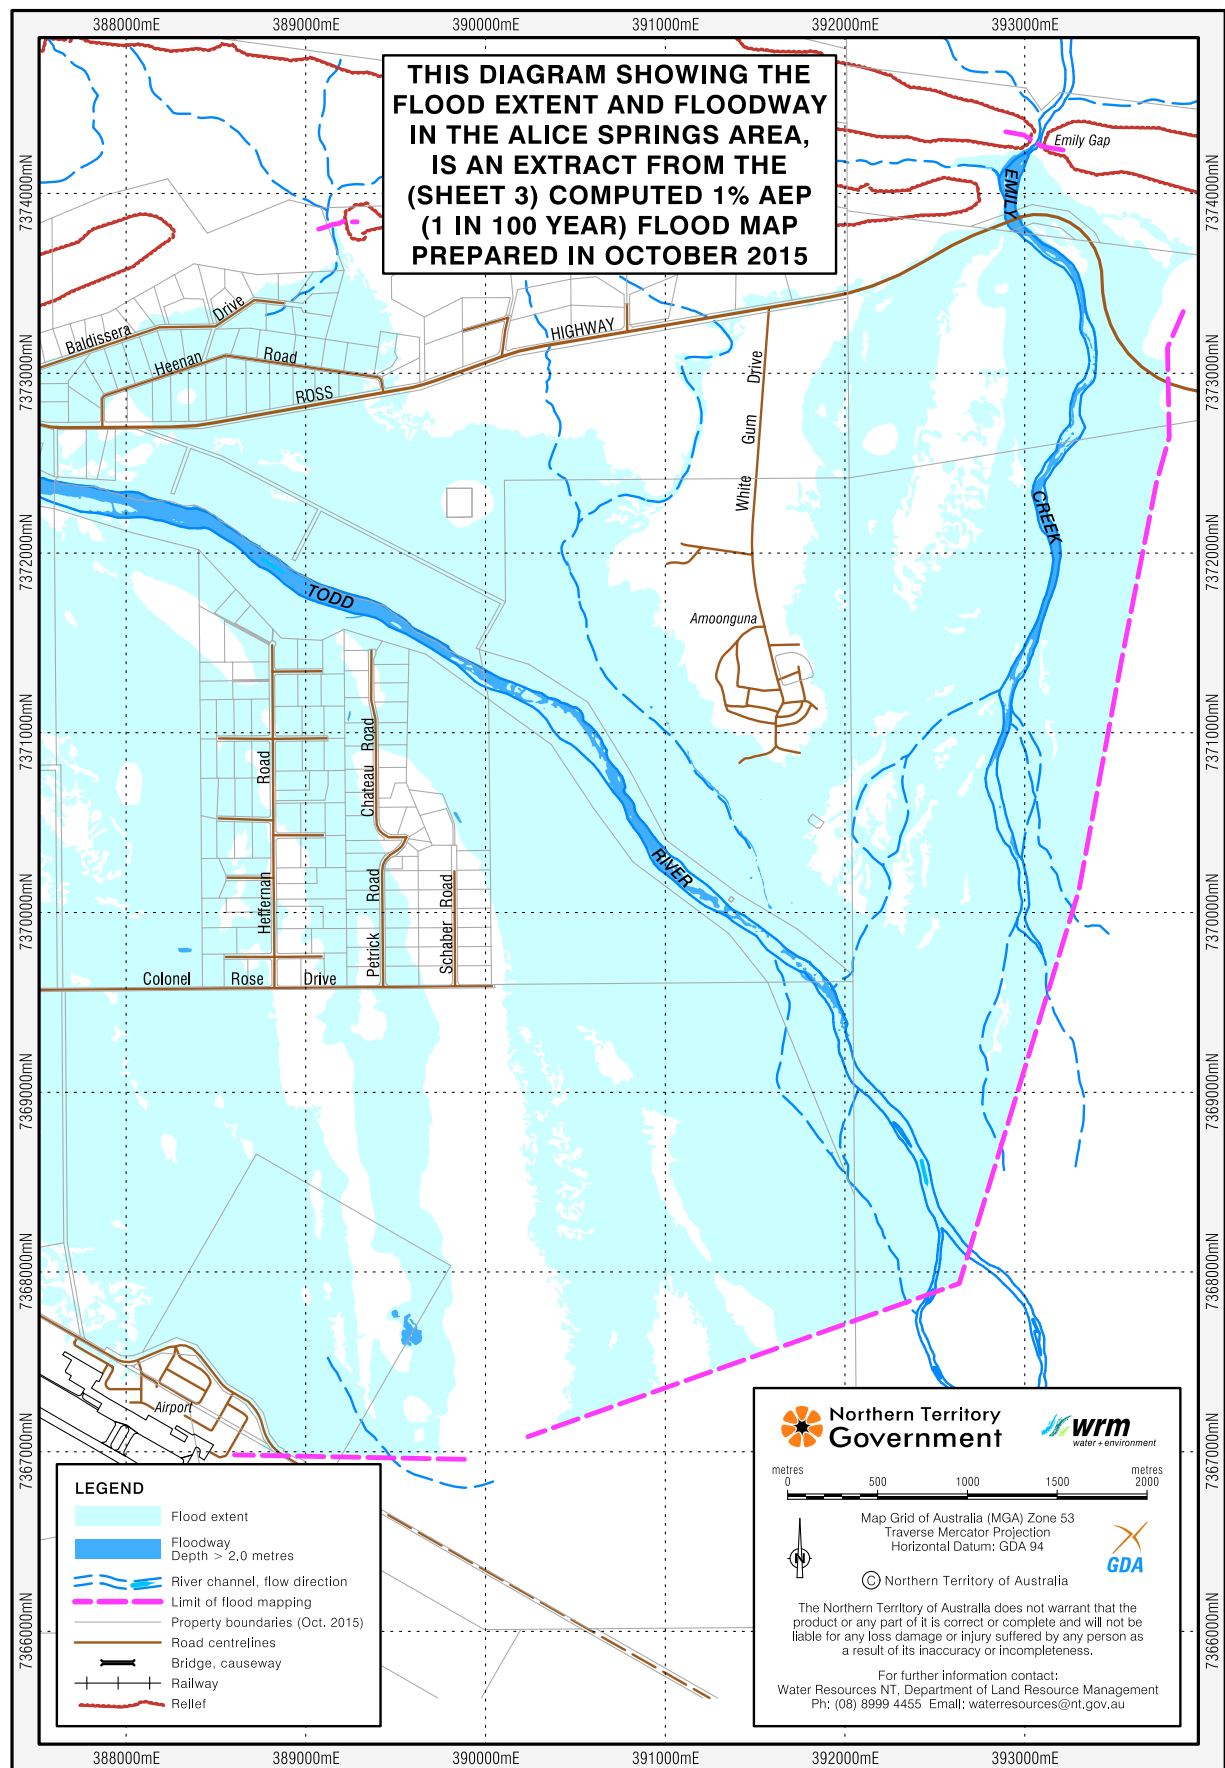 388000mE 389000mE 390000mE 391000mE 392000mE 393000mE
THIS DIAGRAM SHOWING THE
FLOOD EXTENT AND FLOODWAY
IN THE ALICE SPRINGS AREA,
IS AN EXTRACT FROM THE
(SHEET 3) COMPUTED 1% AEP
(1 IN 100 YEAR) FLOOD MAP
PREPARED IN OCTOBER 2015
Emily Gap
EMILY
7374000mN
7374000mN
Baldissera Drive
Heenan Road
ROSS HIGHWAY
7373000mN
7373000mN
White Gum Drive
CREEK
7372000mN
7372000mN
TODD
Amoonguna
7371000mN
7371000mN
Heffernan Road
Chateau Road
RIVER
Petrick Road
Schaber Road
7370000mN
7370000mN
Colonel Rose Drive
7369000mN
7369000mN
7368000mN
7368000mN
Airport
7367000mN
7367000mN
7366000mN
7366000mN
LEGEND
Flood extent
Floodway
Depth > 2.0 metres
River channel, flow direction
Limit of flood mapping
Property boundaries (Oct. 2015)
Road centrelines
Bridge, causeway
Railway
Relief
Northern Territory
Government
wrm
water + environment
metres metres
0 500 1000 1500 2000
Map Grid of Australia (MGA) Zone 53
Traverse Mercator Projection
Horizontal Datum: GDA 94
N
GDA
© Northern Territory of Australia
The Northern Territory of Australia does not warrant that the
product or any part of it is correct or complete and will not be
liable for any loss damage or injury suffered by any person as
a result of its inaccuracy or incompleteness.
For further information contact:
Water Resources NT, Department of Land Resource Management
Ph: (08) 8999 4455 Email: waterresources@nt.gov.au
388000mE 389000mE 390000mE 391000mE 392000mE 393000mE